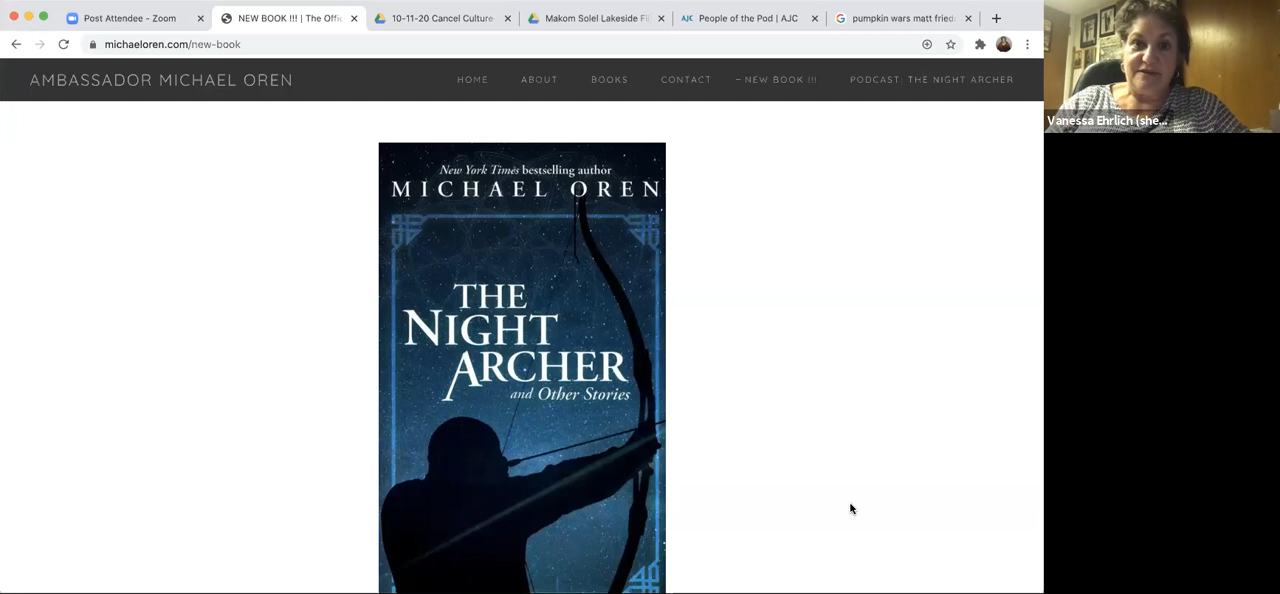 Post Attendee - Zoom
NEW BOOK !!! | The Offic
10-11-20 Cancel Culture
Makom Solel Lakeside Fi
People of the Pod | AJC
pumpkin wars matt fried
michaeloren.com/new-book
AMBASSADOR MICHAEL OREN
HOME
ABOUT
BOOKS
CONTACT
– NEW BOOK !!!
PODCAST: THE NIGHT ARCHER
Vanessa Ehrlich (she...
New York Times bestselling author
MICHAEL OREN
THE
NIGHT
ARCHER
and Other Stories